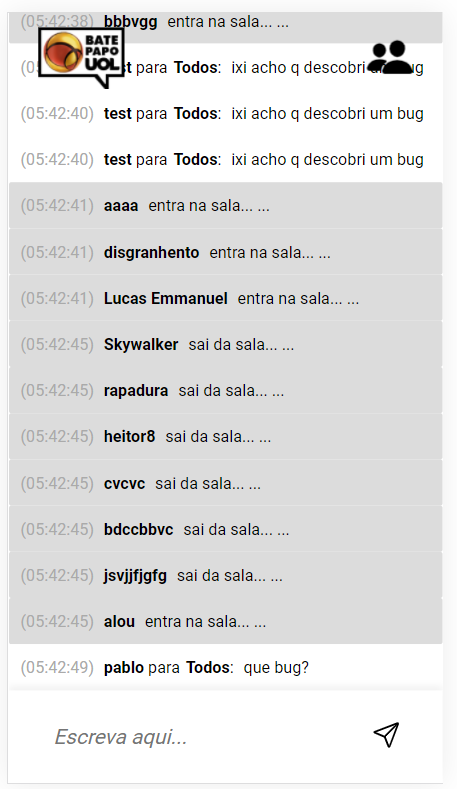 (05:42:38) bbbvgg entra na sala... ...
BATE
PAPO
UOL
st para Todos: ixi acho q descobri um bug
(05:42:40) test para Todos: ixi acho q descobri um bug
(05:42:40) test para Todos: ixi acho q descobri um bug
(05:42:41) aaaa entra na sala... ...
(05:42:41) disgranhento entra na sala... ...
(05:42:41) Lucas Emmanuel entra na sala... ...
(05:42:45) Skywalker sai da sala... ...
(05:42:45) rapadura sai da sala... ...
(05:42:45) heitor8 sai da sala... ...
(05:42:45) cvcvc sai da sala... ...
(05:42:45) bdccbbvc sai da sala... ...
(05:42:45) jsvjjfjgfg sai da sala... ...
(05:42:45) alou entra na sala... ...
(05:42:49) pablo para Todos: que bug?
Escreva aqui...